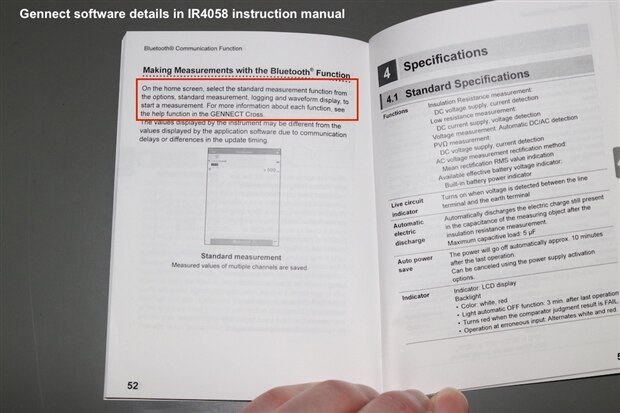 Gennect software details in IR4058 instruction manual
Bluetooth® Communication Function
Making Measurements with the Bluetooth® Function
On the home screen, select the standard measurement function from
the options, standard measurement, logging and waveform display, to
start a measurement. For more information about each function, see
the help function in the GENNECT Cross.
The values displayed by the instrument may be different from the
values displayed by the application software due to communication
delays or differences in the update timing.
Standard measurement
Measured values of multiple channels are saved.
52
4 Specifications
4.1 Standard Specifications
Functions
Insulation Resistance measurement:
DC voltage supply, current detection
Low resistance measurement:
DC current supply, voltage detection
Voltage measurement: Automatic DC/AC detection
PVΩ measurement:
DC voltage supply, current detection
AC voltage measurement rectification method:
Mean rectification RMS value indication
Available effective battery voltage indicator:
Built-in battery power indicator
Live circuit
indicator
Turns on when voltage is detected between the line
terminal and the earth terminal
Automatic
electric
discharge
Automatically discharges the electric charge still present
in the capacitance of the measuring object after the
insulation resistance measurement.
Maximum capacitive load: 5 μF
Auto power
save
The power will go off automatically approx. 10 minutes
after the last operation.
Can be canceled using the power supply activation
options.
Indicator
Indicator: LCD display
Backlight
• Color: white, red
• Light automatic OFF function: 3 min. after last operation
• Turns red when the comparator judgment result is FAIL.
• Operation at erroneous input: Alternates white and red.